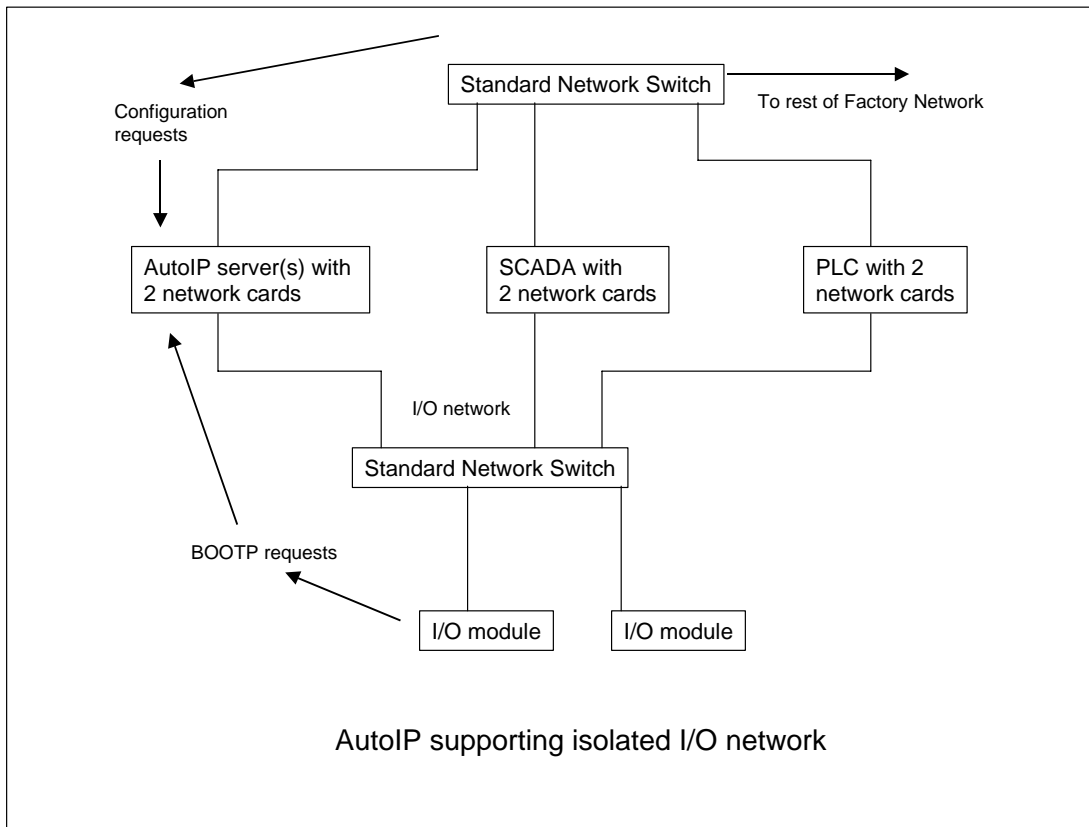 Standard Network Switch
To rest of Factory Network
Configuration
requests
AutoIP server(s) with
2 network cards
SCADA with
2 network cards
PLC with 2
network cards
I/O network
Standard Network Switch
BOOTP requests
I/O module
I/O module
AutoIP supporting isolated I/O network